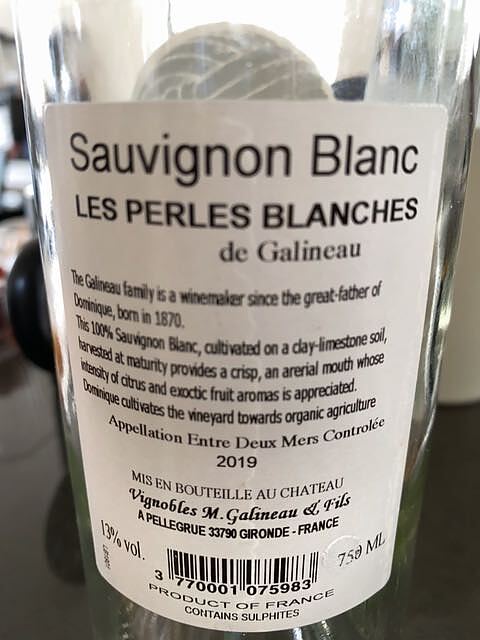 Sauvignon Blanc
LES PERLES BLANCHES
de Galineau
The Galineau family is a winemaker since the great-father of
Dominique, born in 1870.
This 100% Sauvignon Blanc, cultivated on a clay-limestone soil,
harvested at maturity provides a crisp, an arerial mouth whose
intensity of citrus and exoctic fruit aromas is appreciated.
Dominique cultivates the vineyard towards organic agriculture
Appellation Entre Deux Mers Controlée
2019
MIS EN BOUTEILLE AU CHATEAU
Vignobles M. Galineau & Fils
A PELLEGRUE 33790 GIRONDE - FRANCE
13% vol.
750 ML
3 770001 075983
PRODUCT OF FRANCE
CONTAINS SULPHITES